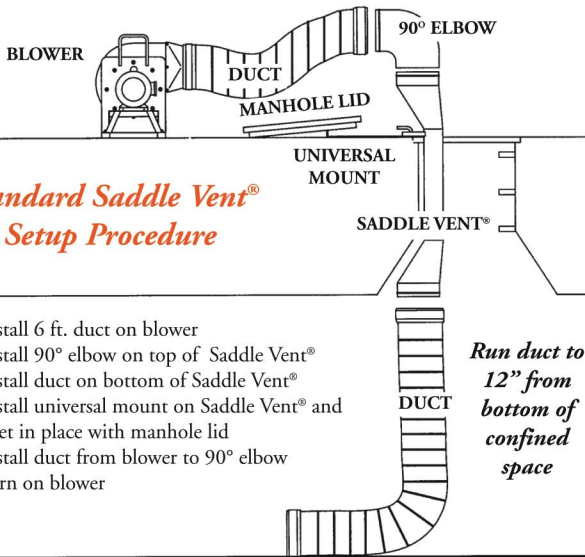 BLOWER
DUCT
90º ELBOW
MANHOLE LID
UNIVERSAL
MOUNT
SADDLE VENT®
andard Saddle Vent®
Setup Procedure
stall 6 ft. duct on blower
stall 90° elbow on top of Saddle Vent®
stall duct on bottom of Saddle Vent®
stall universal mount on Saddle Vent® and
et in place with manhole lid
stall duct from blower to 90° elbow
rn on blower
DUCT
Run duct to
12” from
bottom of
confined
space